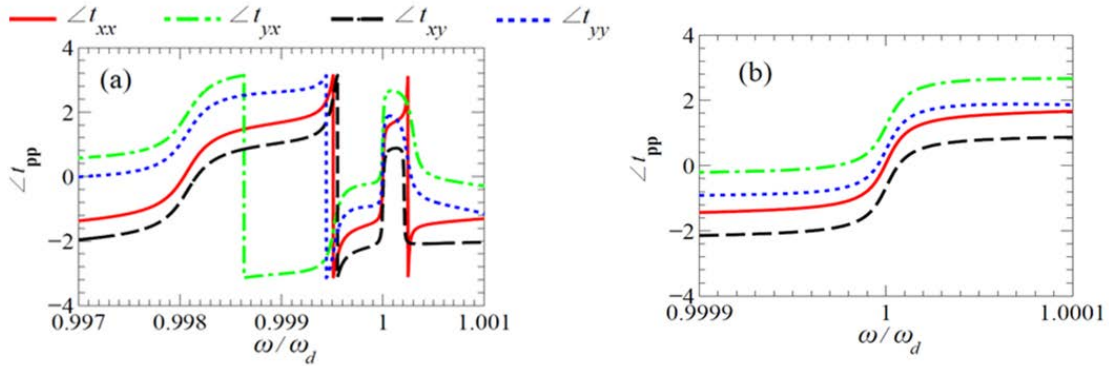 ∠t_xx ∠t_yx ∠t_xy ∠t_yy
(a)
∠t_pp
4
2
0
−2
−4
0.997 0.998 0.999 1 1.001
ω/ω_d
(b)
∠t_pp
4
2
0
−2
−4
0.9999 1 1.0001
ω/ω_d